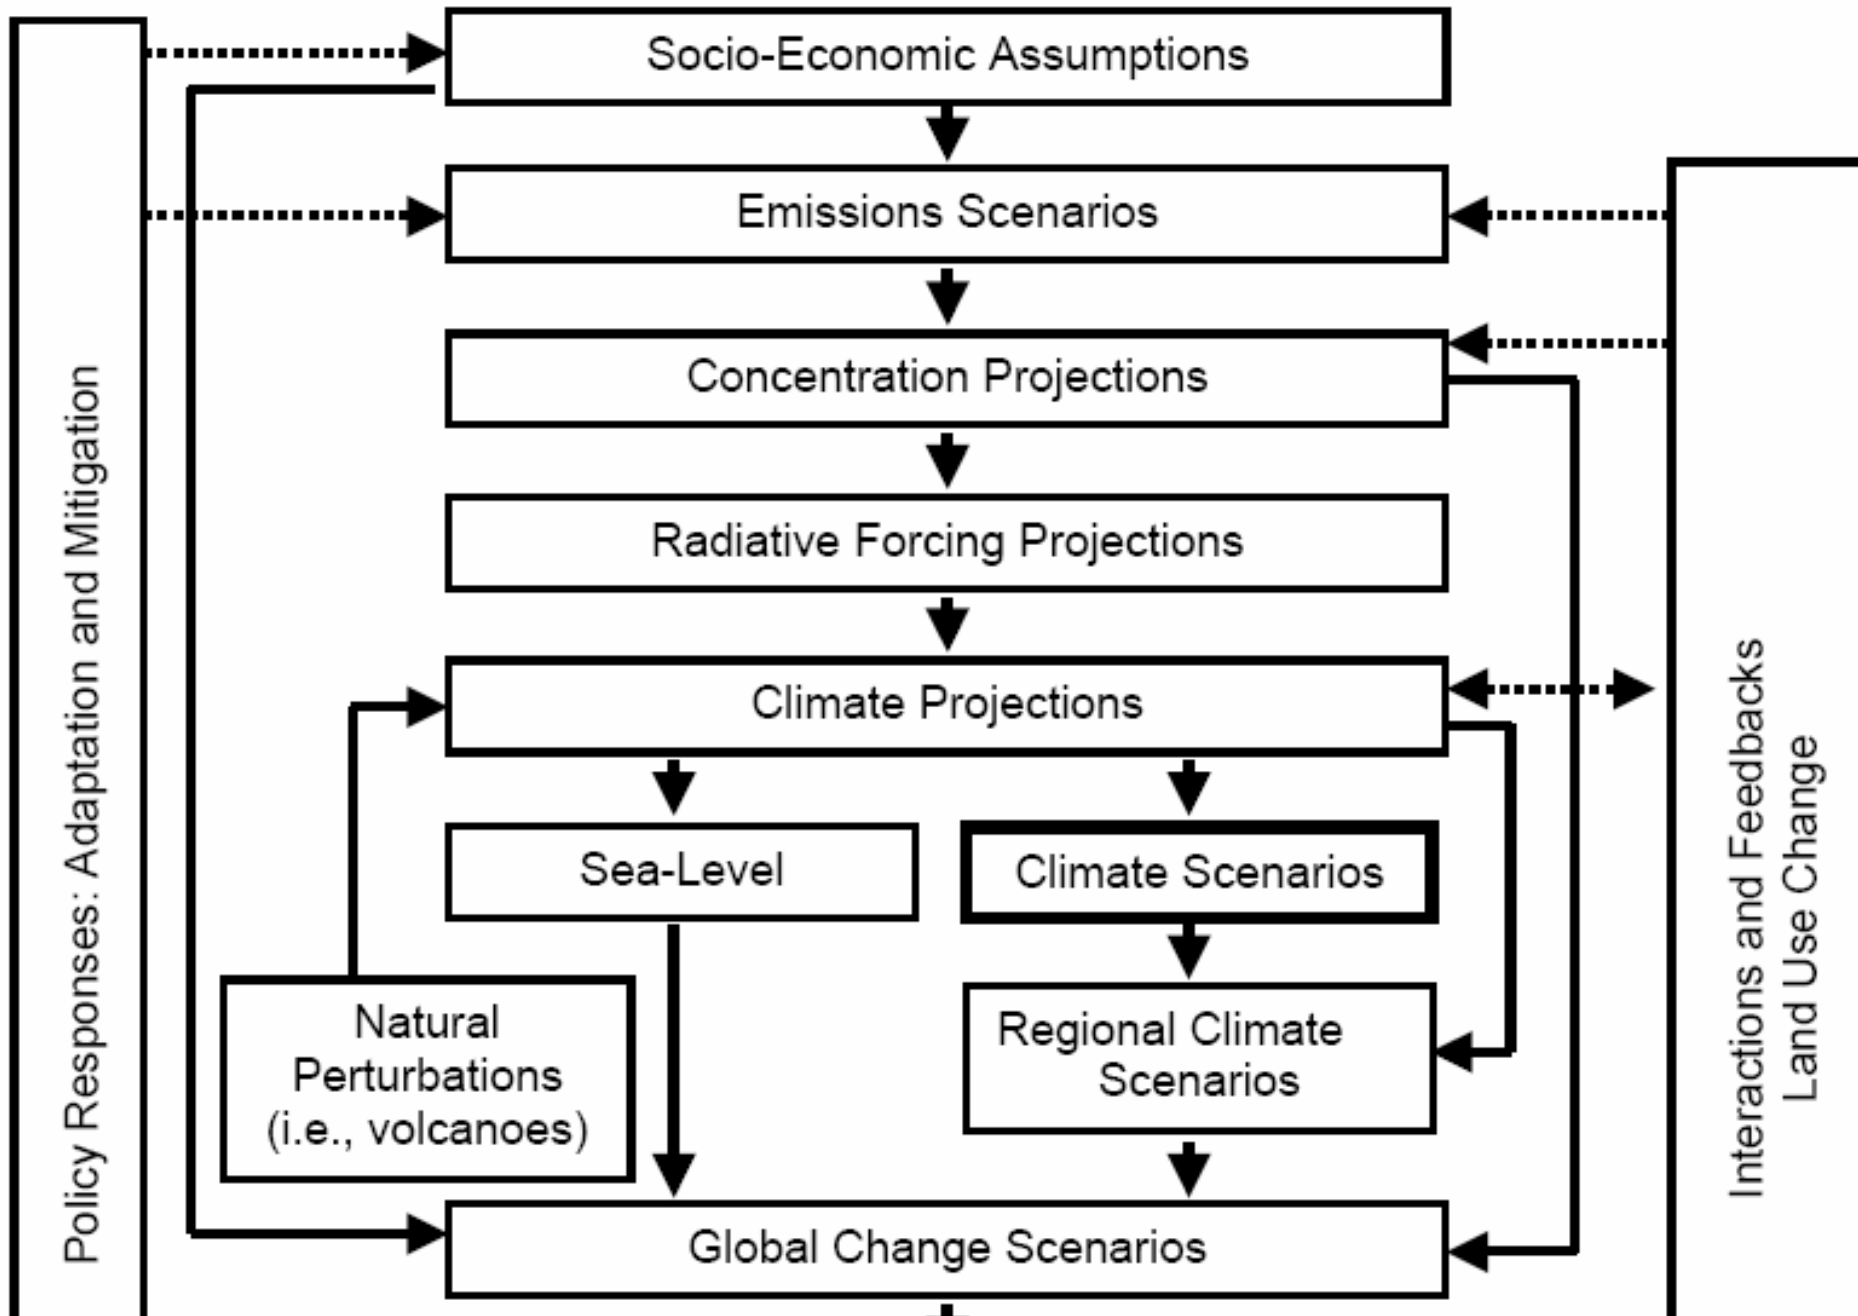 Socio-Economic Assumptions
Emissions Scenarios
Concentration Projections
Radiative Forcing Projections
Climate Projections
Sea-Level
Climate Scenarios
Natural
Perturbations
(i.e., volcanoes)
Regional Climate
Scenarios
Global Change Scenarios
Policy Responses: Adaptation and Mitigation
Interactions and Feedbacks
Land Use Change